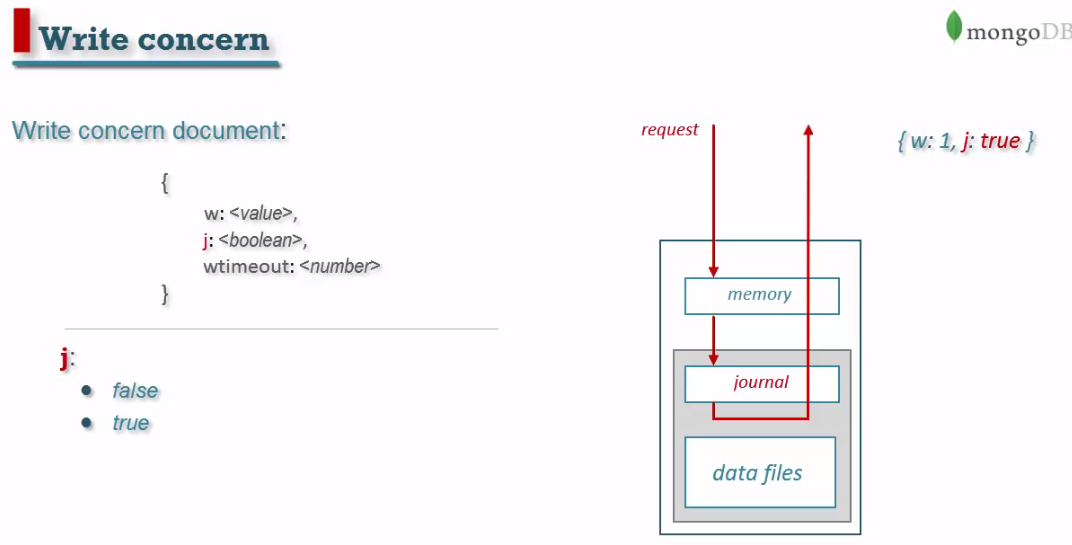 Write concern
mongoDB
Write concern document:
{
w: <value>,
j: <boolean>,
wtimeout: <number>
}
j:
● false
● true
request
{ w: 1, j: true }
memory
journal
data files